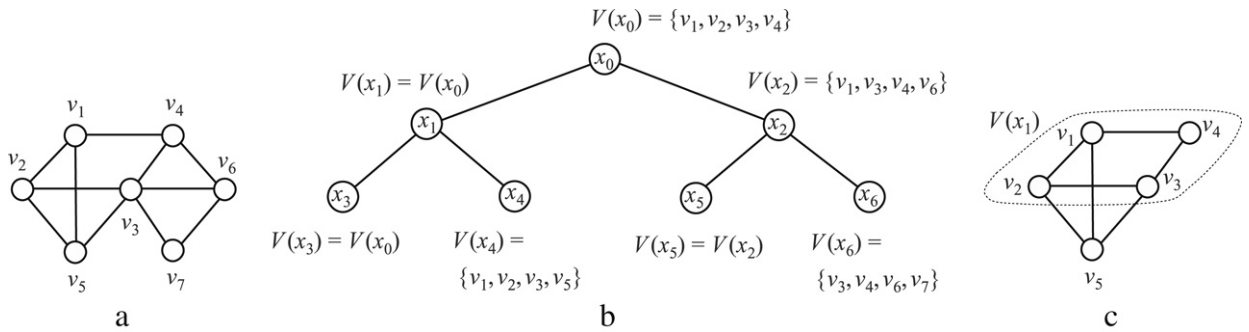 v1
v4
v2
v6
v3
v5
v7
a
V(x0) = {v1, v2, v3, v4}
x0
V(x1) = V(x0)
V(x2) = {v1, v3, v4, v6}
x1
x2
x3
x4
x5
x6
V(x3) = V(x0)
V(x4) =
{v1, v2, v3, v5}
V(x5) = V(x2)
V(x6) =
{v3, v4, v6, v7}
b
V(x1)
v1
v4
v2
v3
v5
c